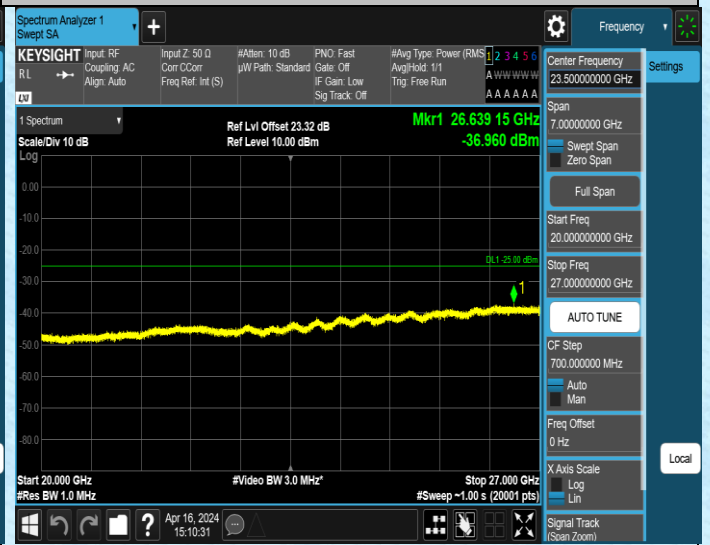 Spectrum Analyzer 1
Swept SA
+
Frequency
KEYSIGHT
RL
LXI
Input: RF
Coupling: AC
Align: Auto
Input Z: 50 Ω
Corr CCorr
Freq Ref: Int (S)
#Atten: 10 dB
µW Path: Standard
PNO: Fast
Gate: Off
IF Gain: Low
Sig Track: Off
#Avg Type: Power (RMS
Avg|Hold: 1/1
Trig: Free Run
1 2 3 4 5 6
A W W W W W
A A A A A A
Center Frequency
23.500000000 GHz
Settings
Span
7.00000000 GHz
Swept Span
Zero Span
Full Span
Start Freq
20.000000000 GHz
Stop Freq
27.000000000 GHz
AUTO TUNE
CF Step
700.000000 MHz
Auto
Man
Freq Offset
0 Hz
X Axis Scale
Log
Lin
Signal Track
(Span Zoom)
Local
1 Spectrum
Scale/Div 10 dB
Log
Ref Lvl Offset 23.32 dB
Ref Level 10.00 dBm
Mkr1 26.639 15 GHz
-36.960 dBm
0.00
-10.0
-20.0
DL1 -25.00 dBm
-30.0
1
-40.0
-50.0
-60.0
-70.0
-80.0
Start 20.000 GHz
#Video BW 3.0 MHz*
Stop 27.000 GHz
#Res BW 1.0 MHz
#Sweep ~1.00 s (20001 pts)
?
Apr 16, 2024
15:10:31